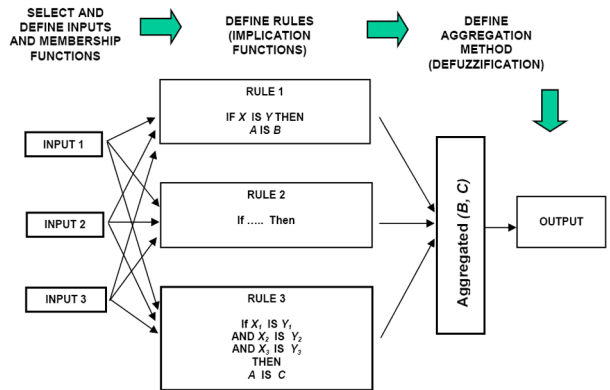 SELECT AND
DEFINE INPUTS
AND MEMBERSHIP
FUNCTIONS
DEFINE RULES
(IMPLICATION
FUNCTIONS)
DEFINE
AGGREGATION
METHOD
(DEFUZZIFICATION)
INPUT 1
INPUT 2
INPUT 3
RULE 1
IF X IS Y THEN
A IS B
RULE 2
If ..... Then
RULE 3
If X₁ IS Y₁
AND X₂ IS Y₂
AND X₃ IS Y₃
THEN
A IS C
Aggregated (B, C)
OUTPUT